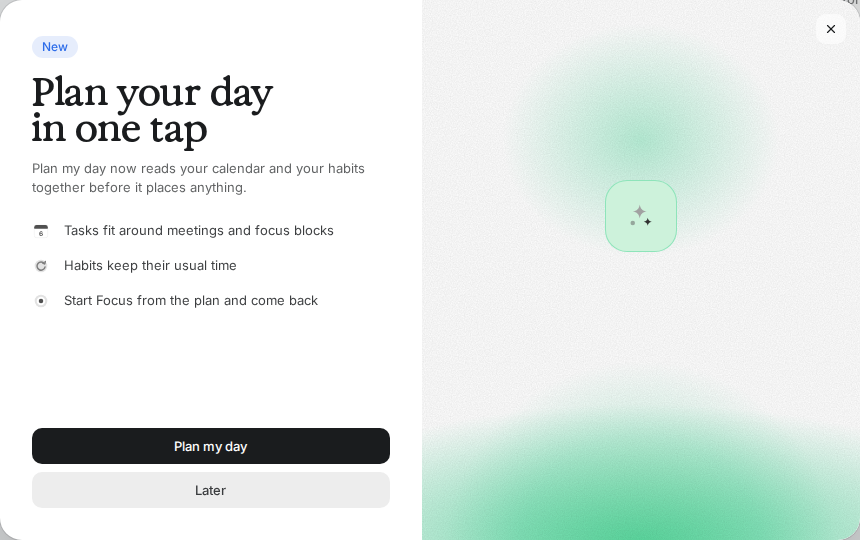 New
Plan your day
in one tap
Plan my day now reads your calendar and your habits
together before it places anything.
6
Tasks fit around meetings and focus blocks
Habits keep their usual time
Start Focus from the plan and come back
Plan my day
Later